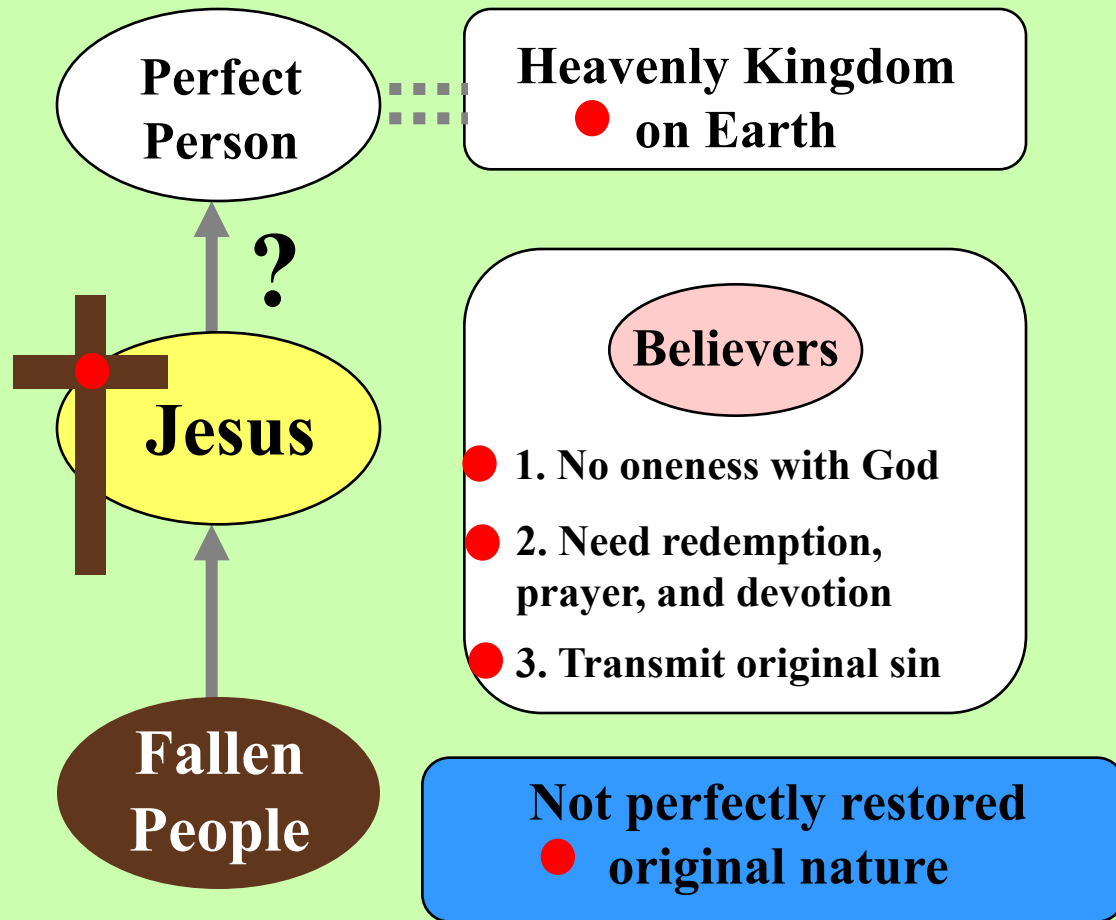 Perfect
Person
Heavenly Kingdom
on Earth
?
Jesus
Believers
1. No oneness with God
2. Need redemption,
prayer, and devotion
3. Transmit original sin
Fallen
People
Not perfectly restored
original nature